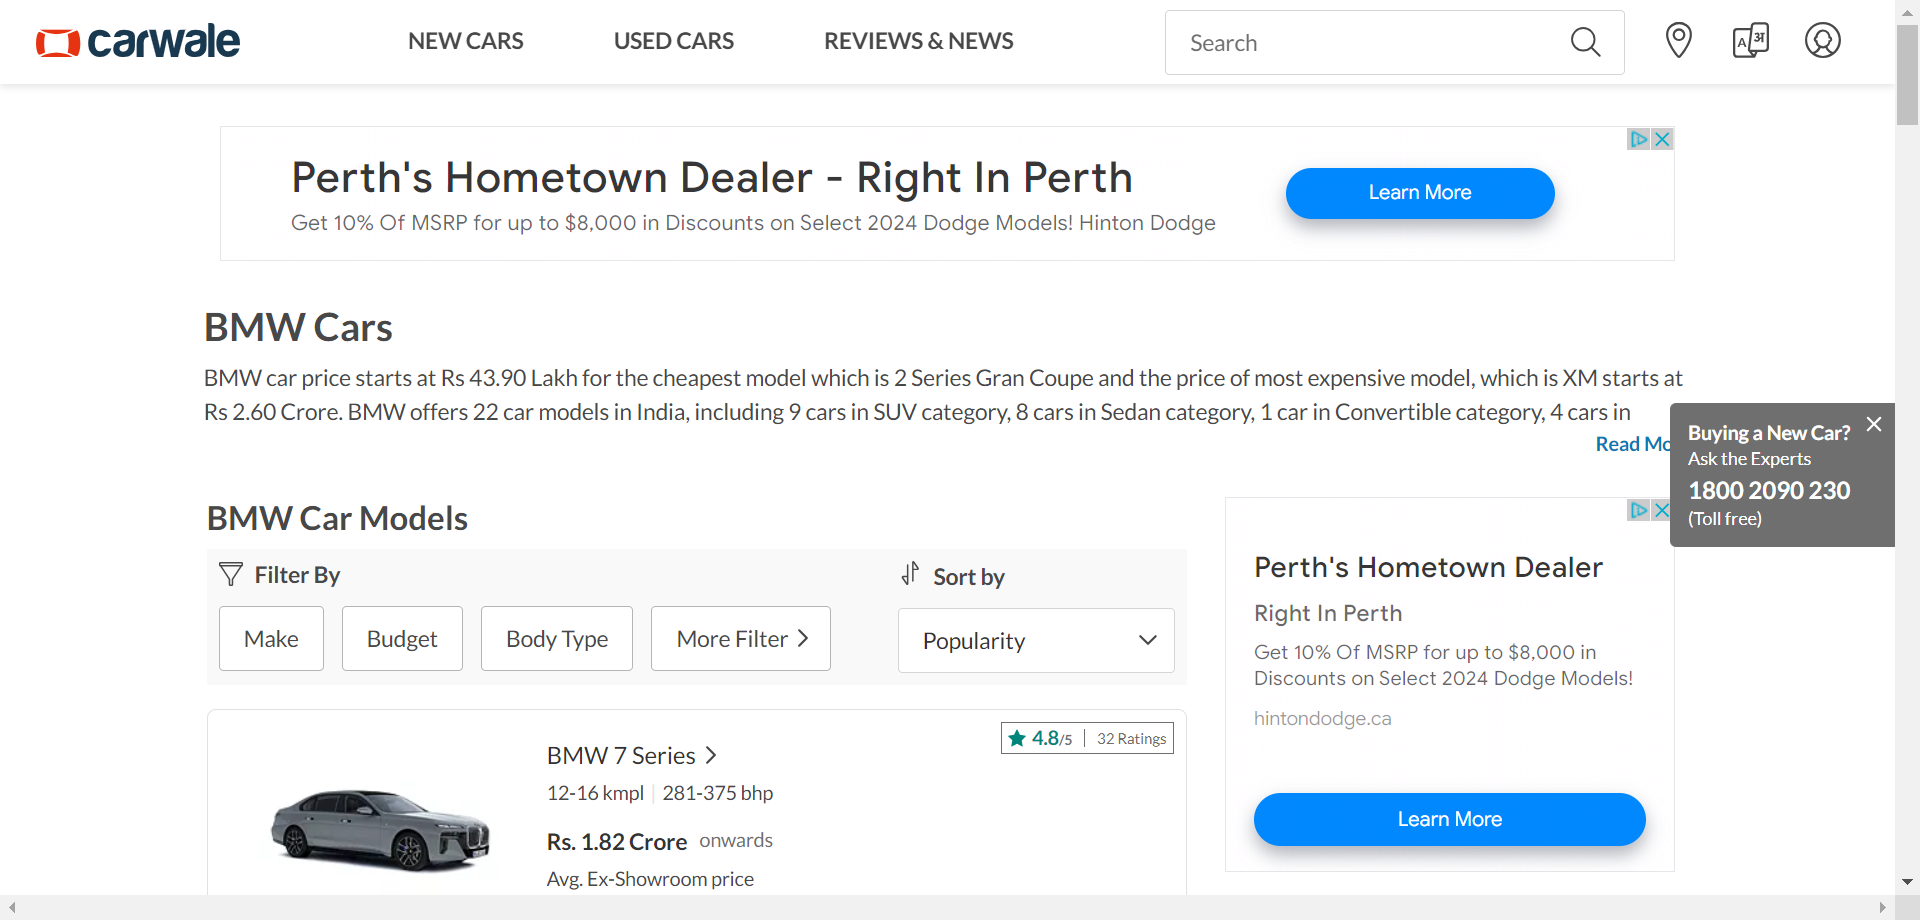 carwale
NEW CARS
USED CARS
REVIEWS & NEWS
Search
A अ
Perth's Hometown Dealer - Right In Perth
Get 10% Of MSRP for up to $8,000 in Discounts on Select 2024 Dodge Models! Hinton Dodge
Learn More
BMW Cars
BMW car price starts at Rs 43.90 Lakh for the cheapest model which is 2 Series Gran Coupe and the price of most expensive model, which is XM starts at
Rs 2.60 Crore. BMW offers 22 car models in India, including 9 cars in SUV category, 8 cars in Sedan category, 1 car in Convertible category, 4 cars in
Read Mo
Buying a New Car?
Ask the Experts
1800 2090 230
(Toll free)
BMW Car Models
Filter By
Sort by
Make
Budget
Body Type
More Filter
Popularity
BMW 7 Series
4.8/5 | 32 Ratings
12-16 kmpl | 281-375 bhp
Rs. 1.82 Crore onwards
Avg. Ex-Showroom price
Perth's Hometown Dealer
Right In Perth
Get 10% Of MSRP for up to $8,000 in
Discounts on Select 2024 Dodge Models!
hintondodge.ca
Learn More